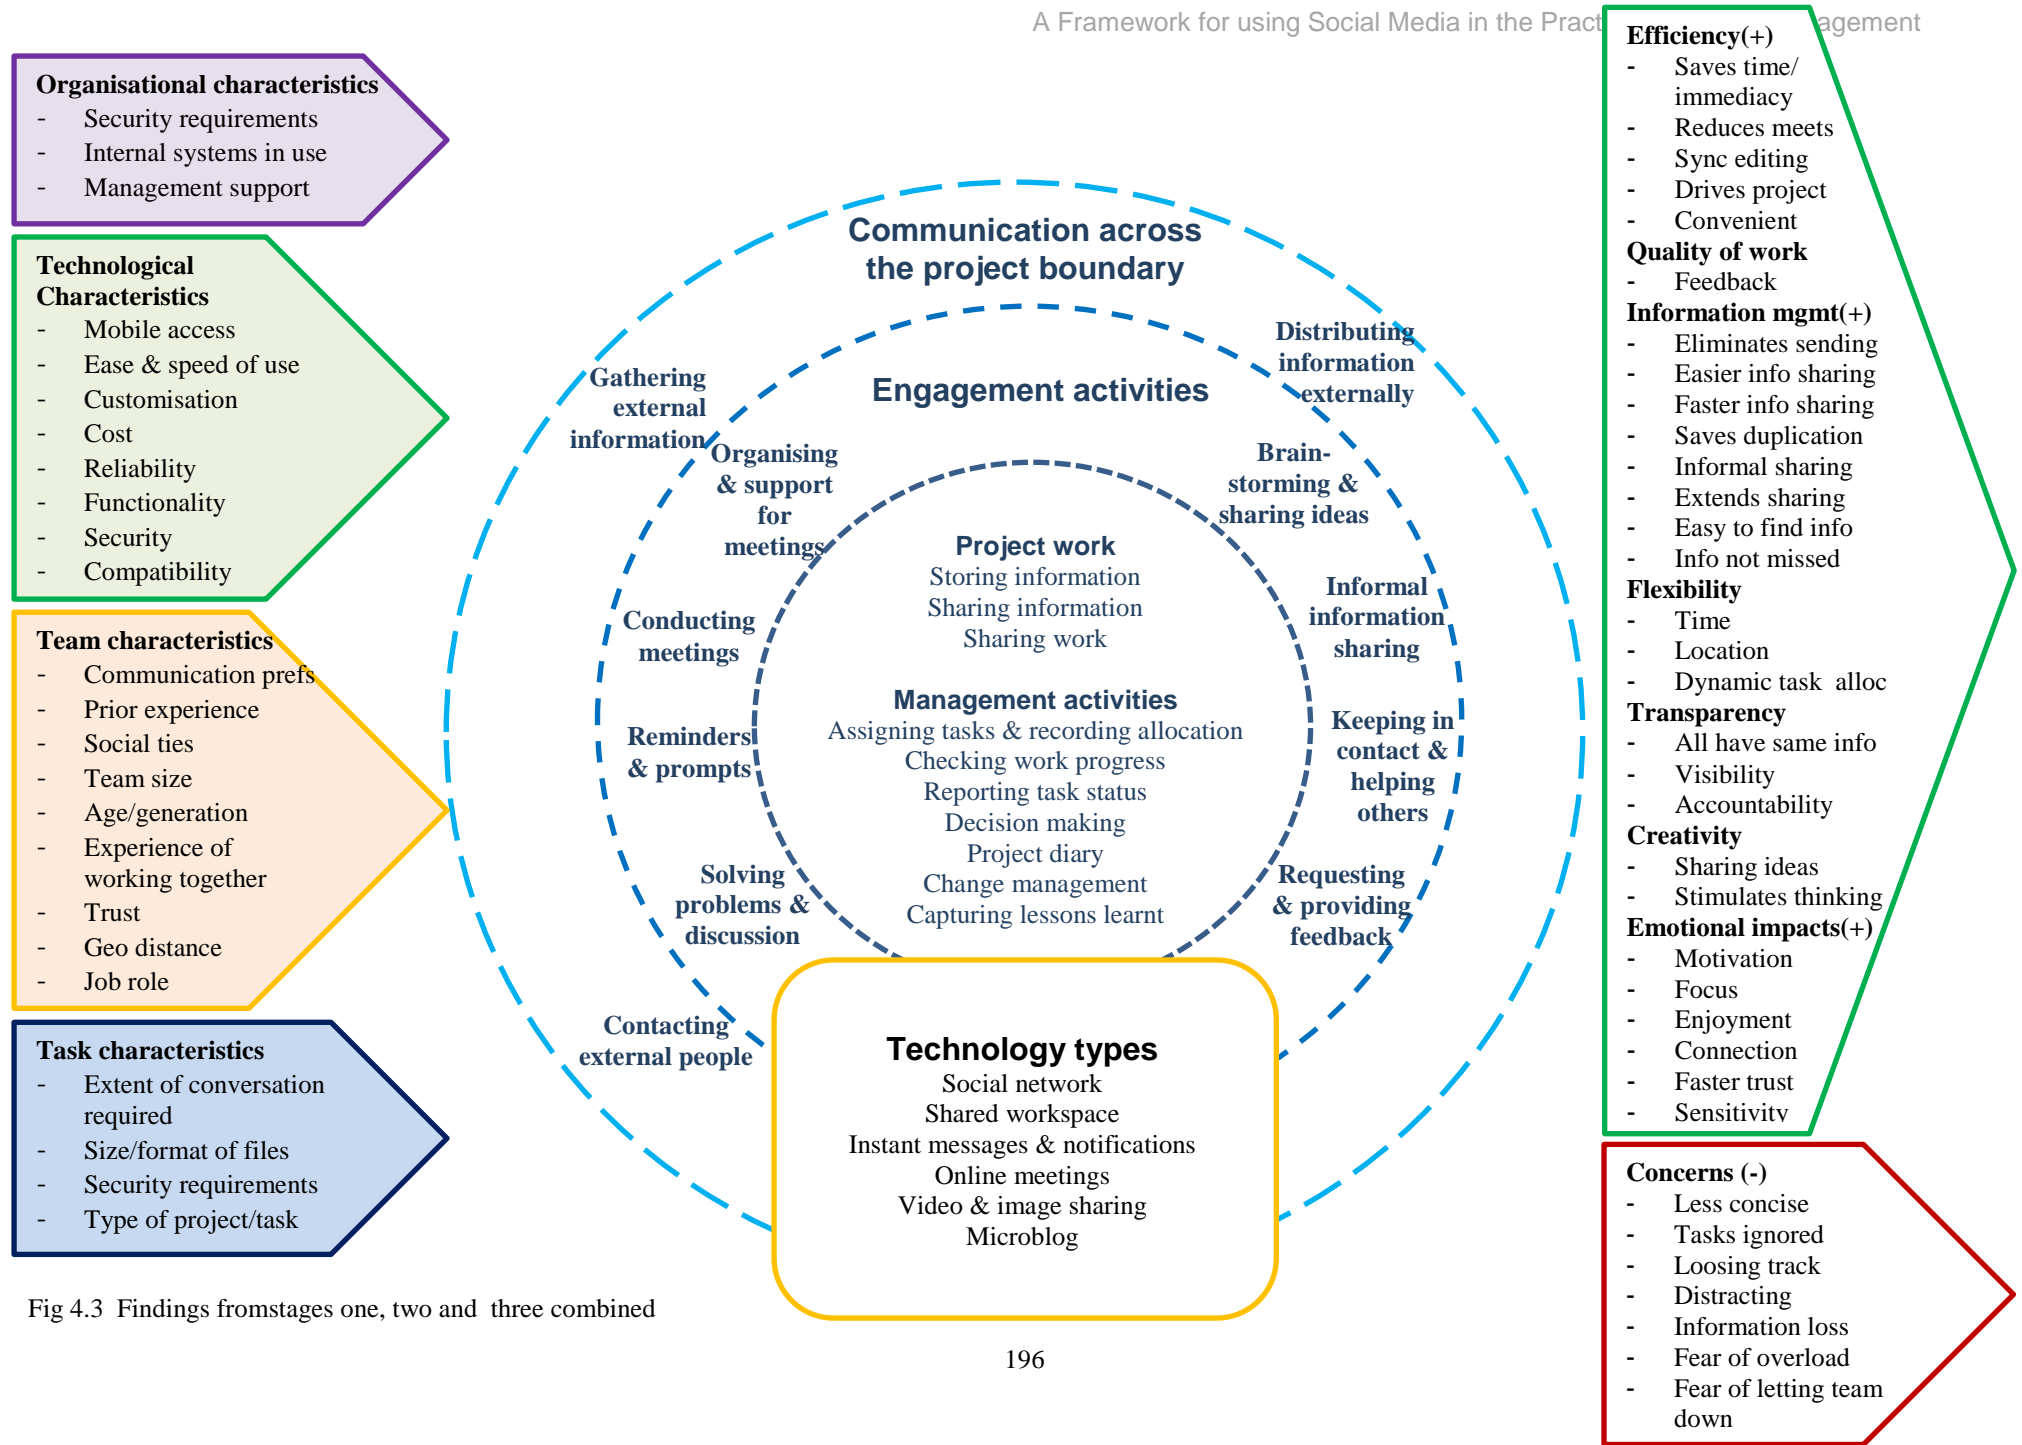 A Framework for using Social Media in the Pract agement
Organisational characteristics
- Security requirements
- Internal systems in use
- Management support
Technological
Characteristics
- Mobile access
- Ease & speed of use
- Customisation
- Cost
- Reliability
- Functionality
- Security
- Compatibility
Team characteristics
- Communication prefs
- Prior experience
- Social ties
- Team size
- Age/generation
- Experience of
working together
- Trust
- Geo distance
- Job role
Task characteristics
- Extent of conversation
required
- Size/format of files
- Security requirements
- Type of project/task
Communication across
the project boundary
Gathering
external
information
Distributing
information
externally
Contacting
external people
Engagement activities
Organising
& support
for
meetings
Conducting
meetings
Reminders
& prompts
Solving
problems &
discussion
Brain-
storming &
sharing ideas
Informal
information
sharing
Keeping in
contact &
helping
others
Requesting
& providing
feedback
Project work
Storing information
Sharing information
Sharing work
Management activities
Assigning tasks & recording allocation
Checking work progress
Reporting task status
Decision making
Project diary
Change management
Capturing lessons learnt
Technology types
Social network
Shared workspace
Instant messages & notifications
Online meetings
Video & image sharing
Microblog
Efficiency(+)
- Saves time/
immediacy
- Reduces meets
- Sync editing
- Drives project
- Convenient
Quality of work
- Feedback
Information mgmt(+)
- Eliminates sending
- Easier info sharing
- Faster info sharing
- Saves duplication
- Informal sharing
- Extends sharing
- Easy to find info
- Info not missed
Flexibility
- Time
- Location
- Dynamic task alloc
Transparency
- All have same info
- Visibility
- Accountability
Creativity
- Sharing ideas
- Stimulates thinking
Emotional impacts(+)
- Motivation
- Focus
- Enjoyment
- Connection
- Faster trust
- Sensitivity
Concerns (-)
- Less concise
- Tasks ignored
- Loosing track
- Distracting
- Information loss
- Fear of overload
- Fear of letting team
down
Fig 4.3 Findings fromstages one, two and three combined
196